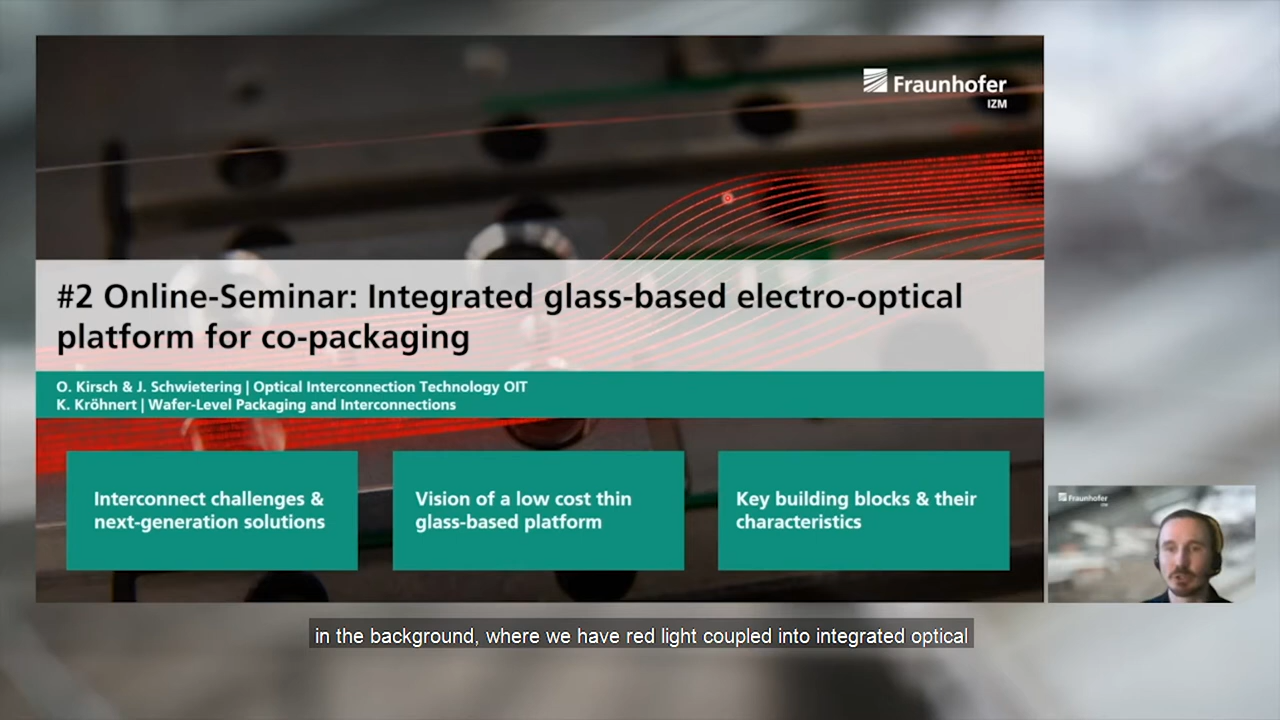 Fraunhofer
IZM
#2 Online-Seminar: Integrated glass-based electro-optical
platform for co-packaging
O. Kirsch & J. Schwietering | Optical Interconnection Technology OIT
K. Kröhnert | Wafer-Level Packaging and Interconnections
Interconnect challenges &
next-generation solutions
Vision of a low cost thin
glass-based platform
Key building blocks & their
characteristics
Fraunhofer
IZM
in the background, where we have red light coupled into integrated optical